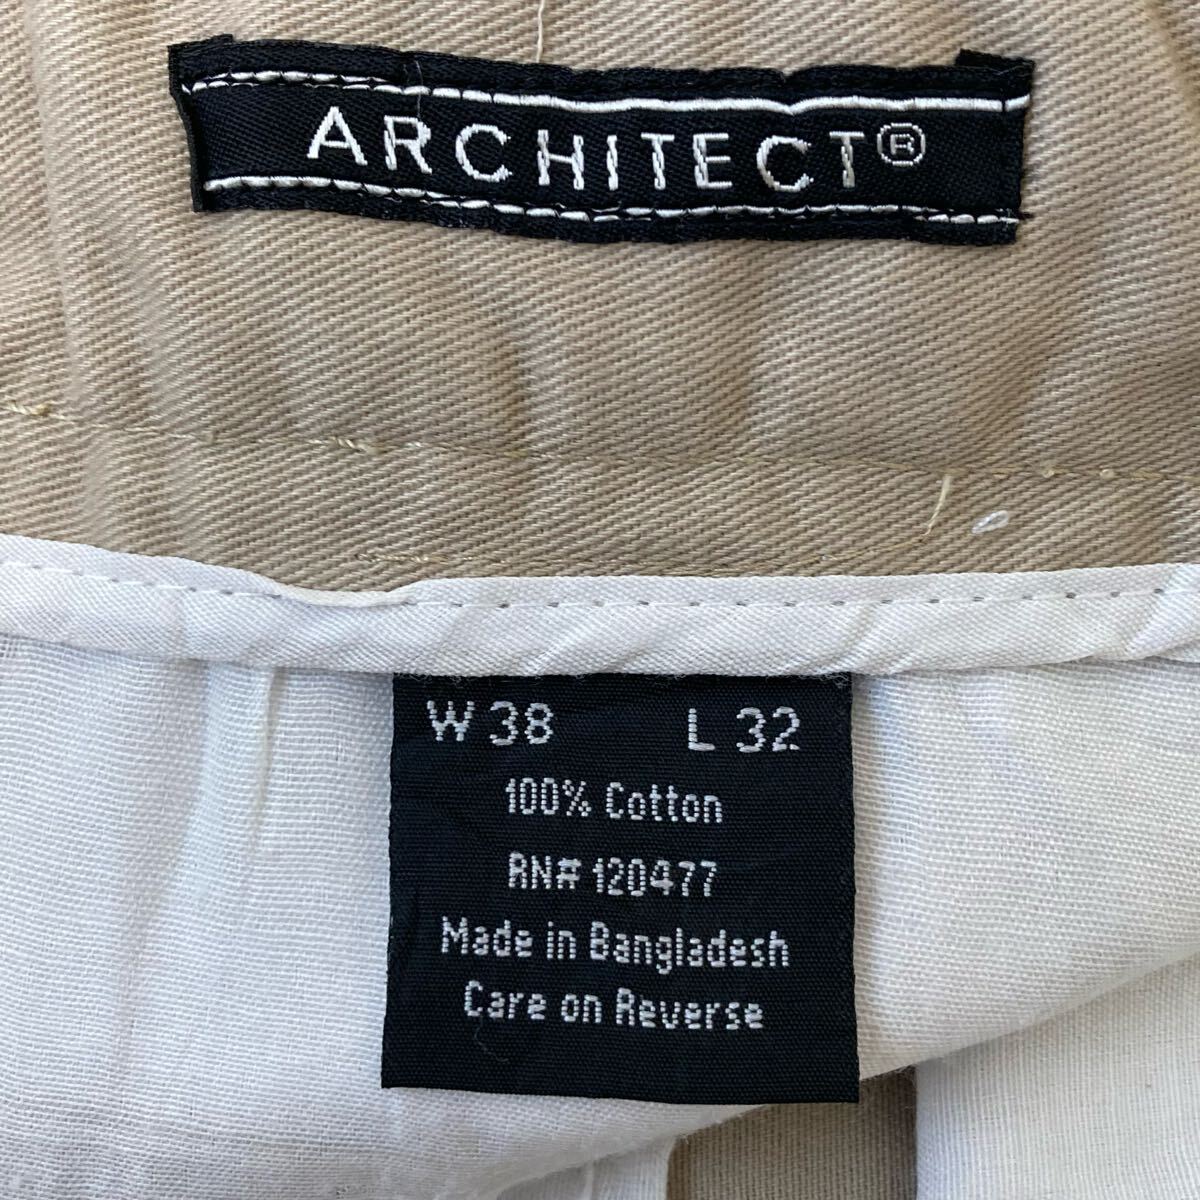 ARCHITECT®
W 38 L 32
100% Cotton
RN# 120477
Made in Bangladesh
Care on Reverse